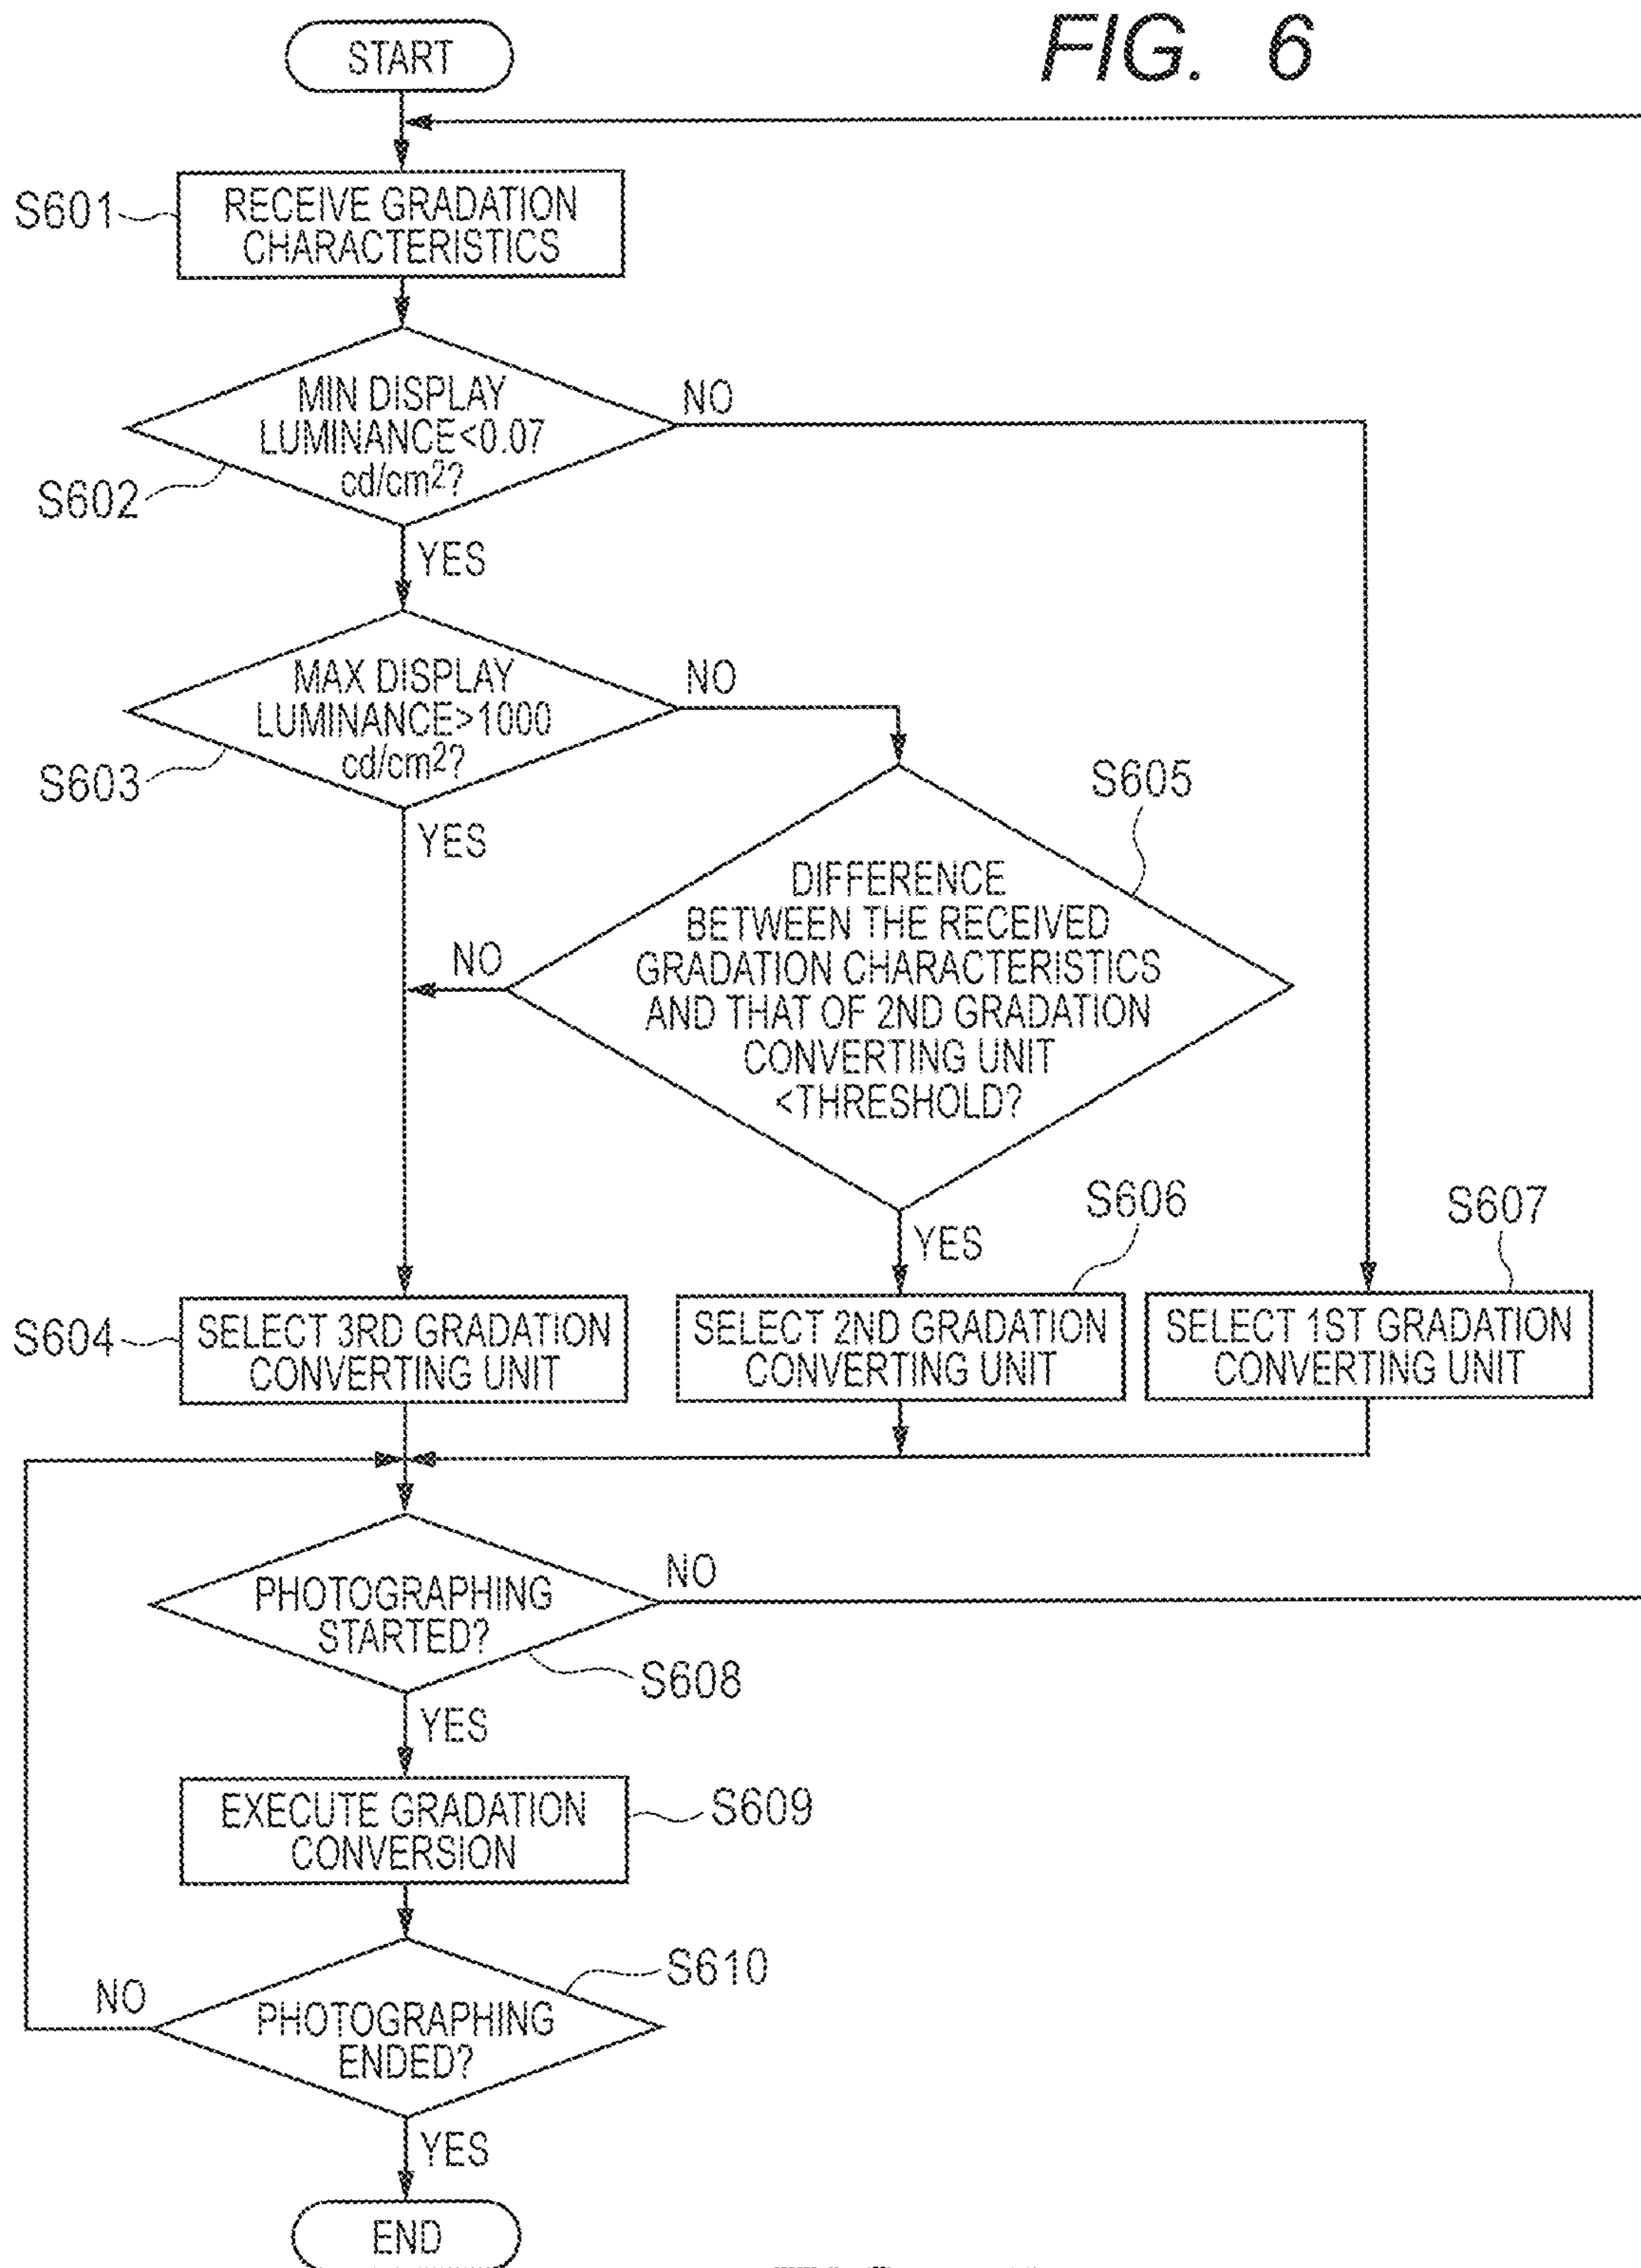 FIG. 6
START
S601
RECEIVE GRADATION
CHARACTERISTICS
MIN DISPLAY
LUMINANCE<0.07
cd/cm²?
NO
S602
YES
MAX DISPLAY
LUMINANCE>1000
cd/cm²?
NO
S603
YES
S605
DIFFERENCE
BETWEEN THE RECEIVED
GRADATION CHARACTERISTICS
AND THAT OF 2ND GRADATION
CONVERTING UNIT
<THRESHOLD?
NO
YES
S604
SELECT 3RD GRADATION
CONVERTING UNIT
S606
SELECT 2ND GRADATION
CONVERTING UNIT
S607
SELECT 1ST GRADATION
CONVERTING UNIT
PHOTOGRAPHING
STARTED?
NO
S608
YES
EXECUTE GRADATION
CONVERSION
S609
S610
NO
PHOTOGRAPHING
ENDED?
YES
END